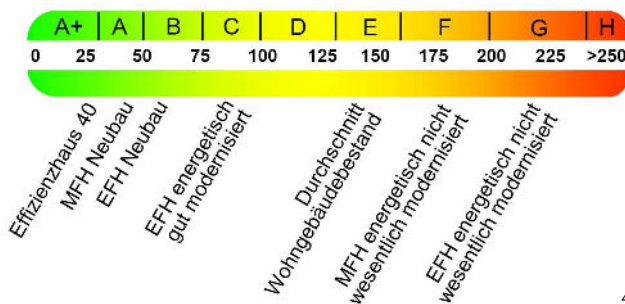 A+ A B C D E F G H
0 25 50 75 100 125 150 175 200 225 >250
Effizienzhaus 40
MFH Neubau
EFH Neubau
EFH energetisch
gut modernisiert
Durchschnitt
Wohngebäudebestand
MFH energetisch nicht
wesentlich modernisiert
EFH energetisch nicht
wesentlich modernisiert